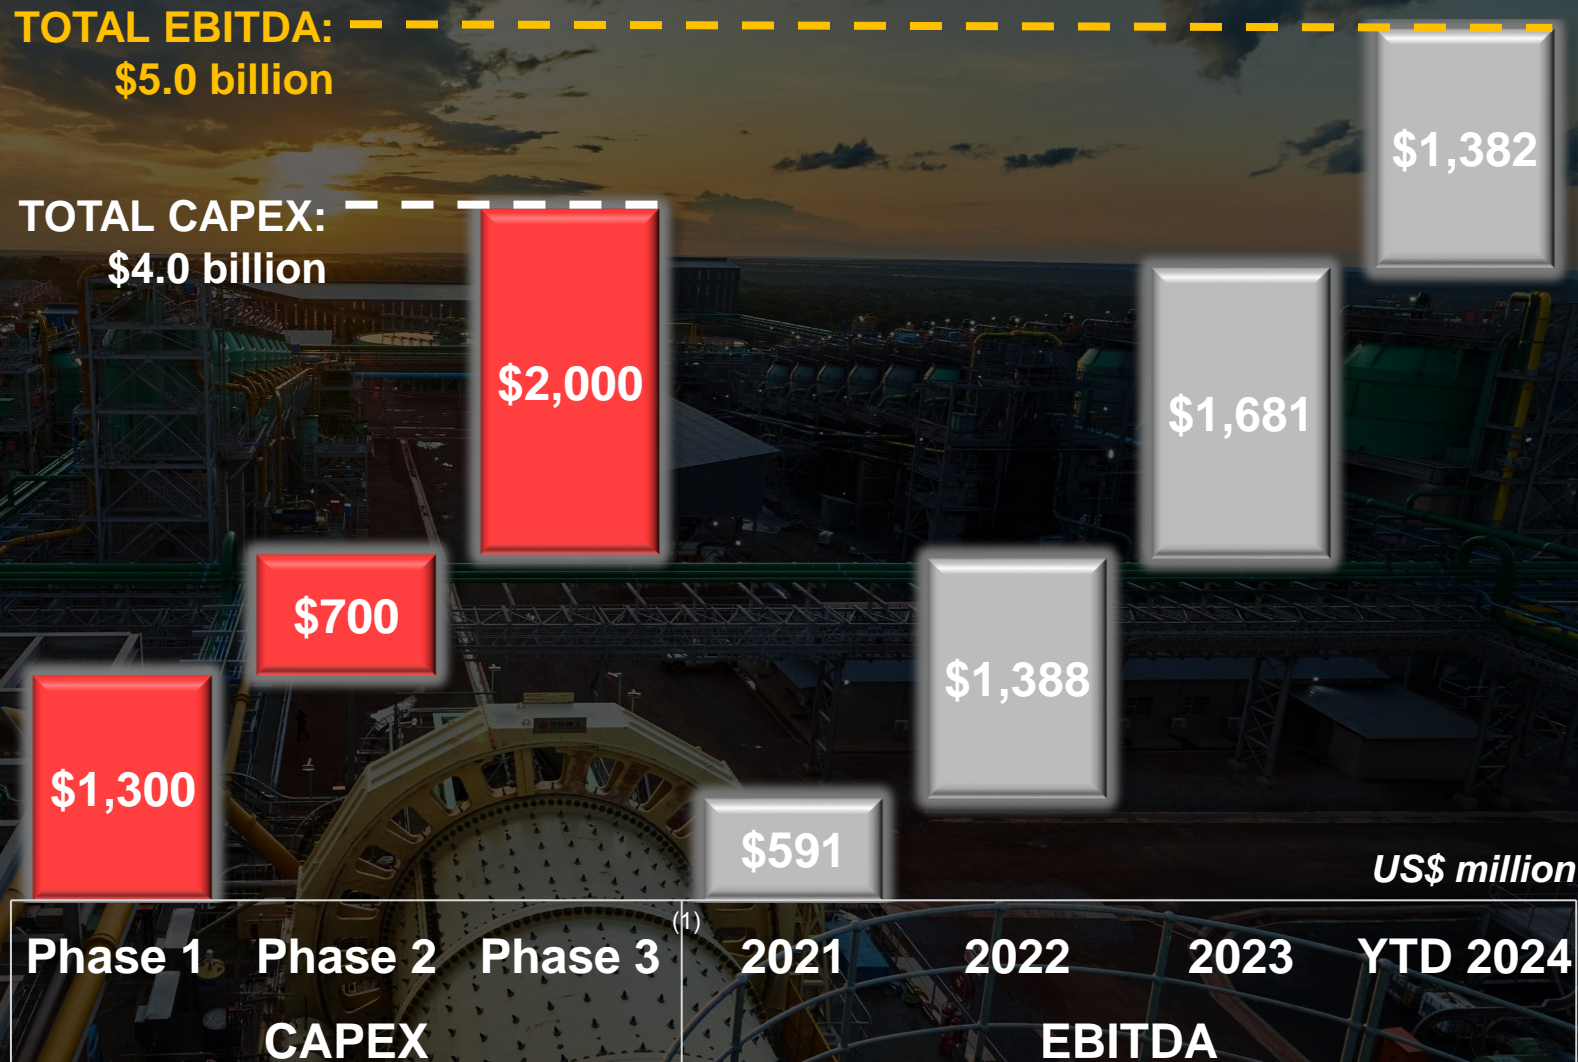 TOTAL EBITDA:
$5.0 billion
$1,382
TOTAL CAPEX:
$4.0 billion
$2,000
$1,681
$700
$1,388
$1,300
$591
US$ million
Phase 1 Phase 2 Phase 3 (1) 2021 2022 2023 YTD 2024
CAPEX EBITDA